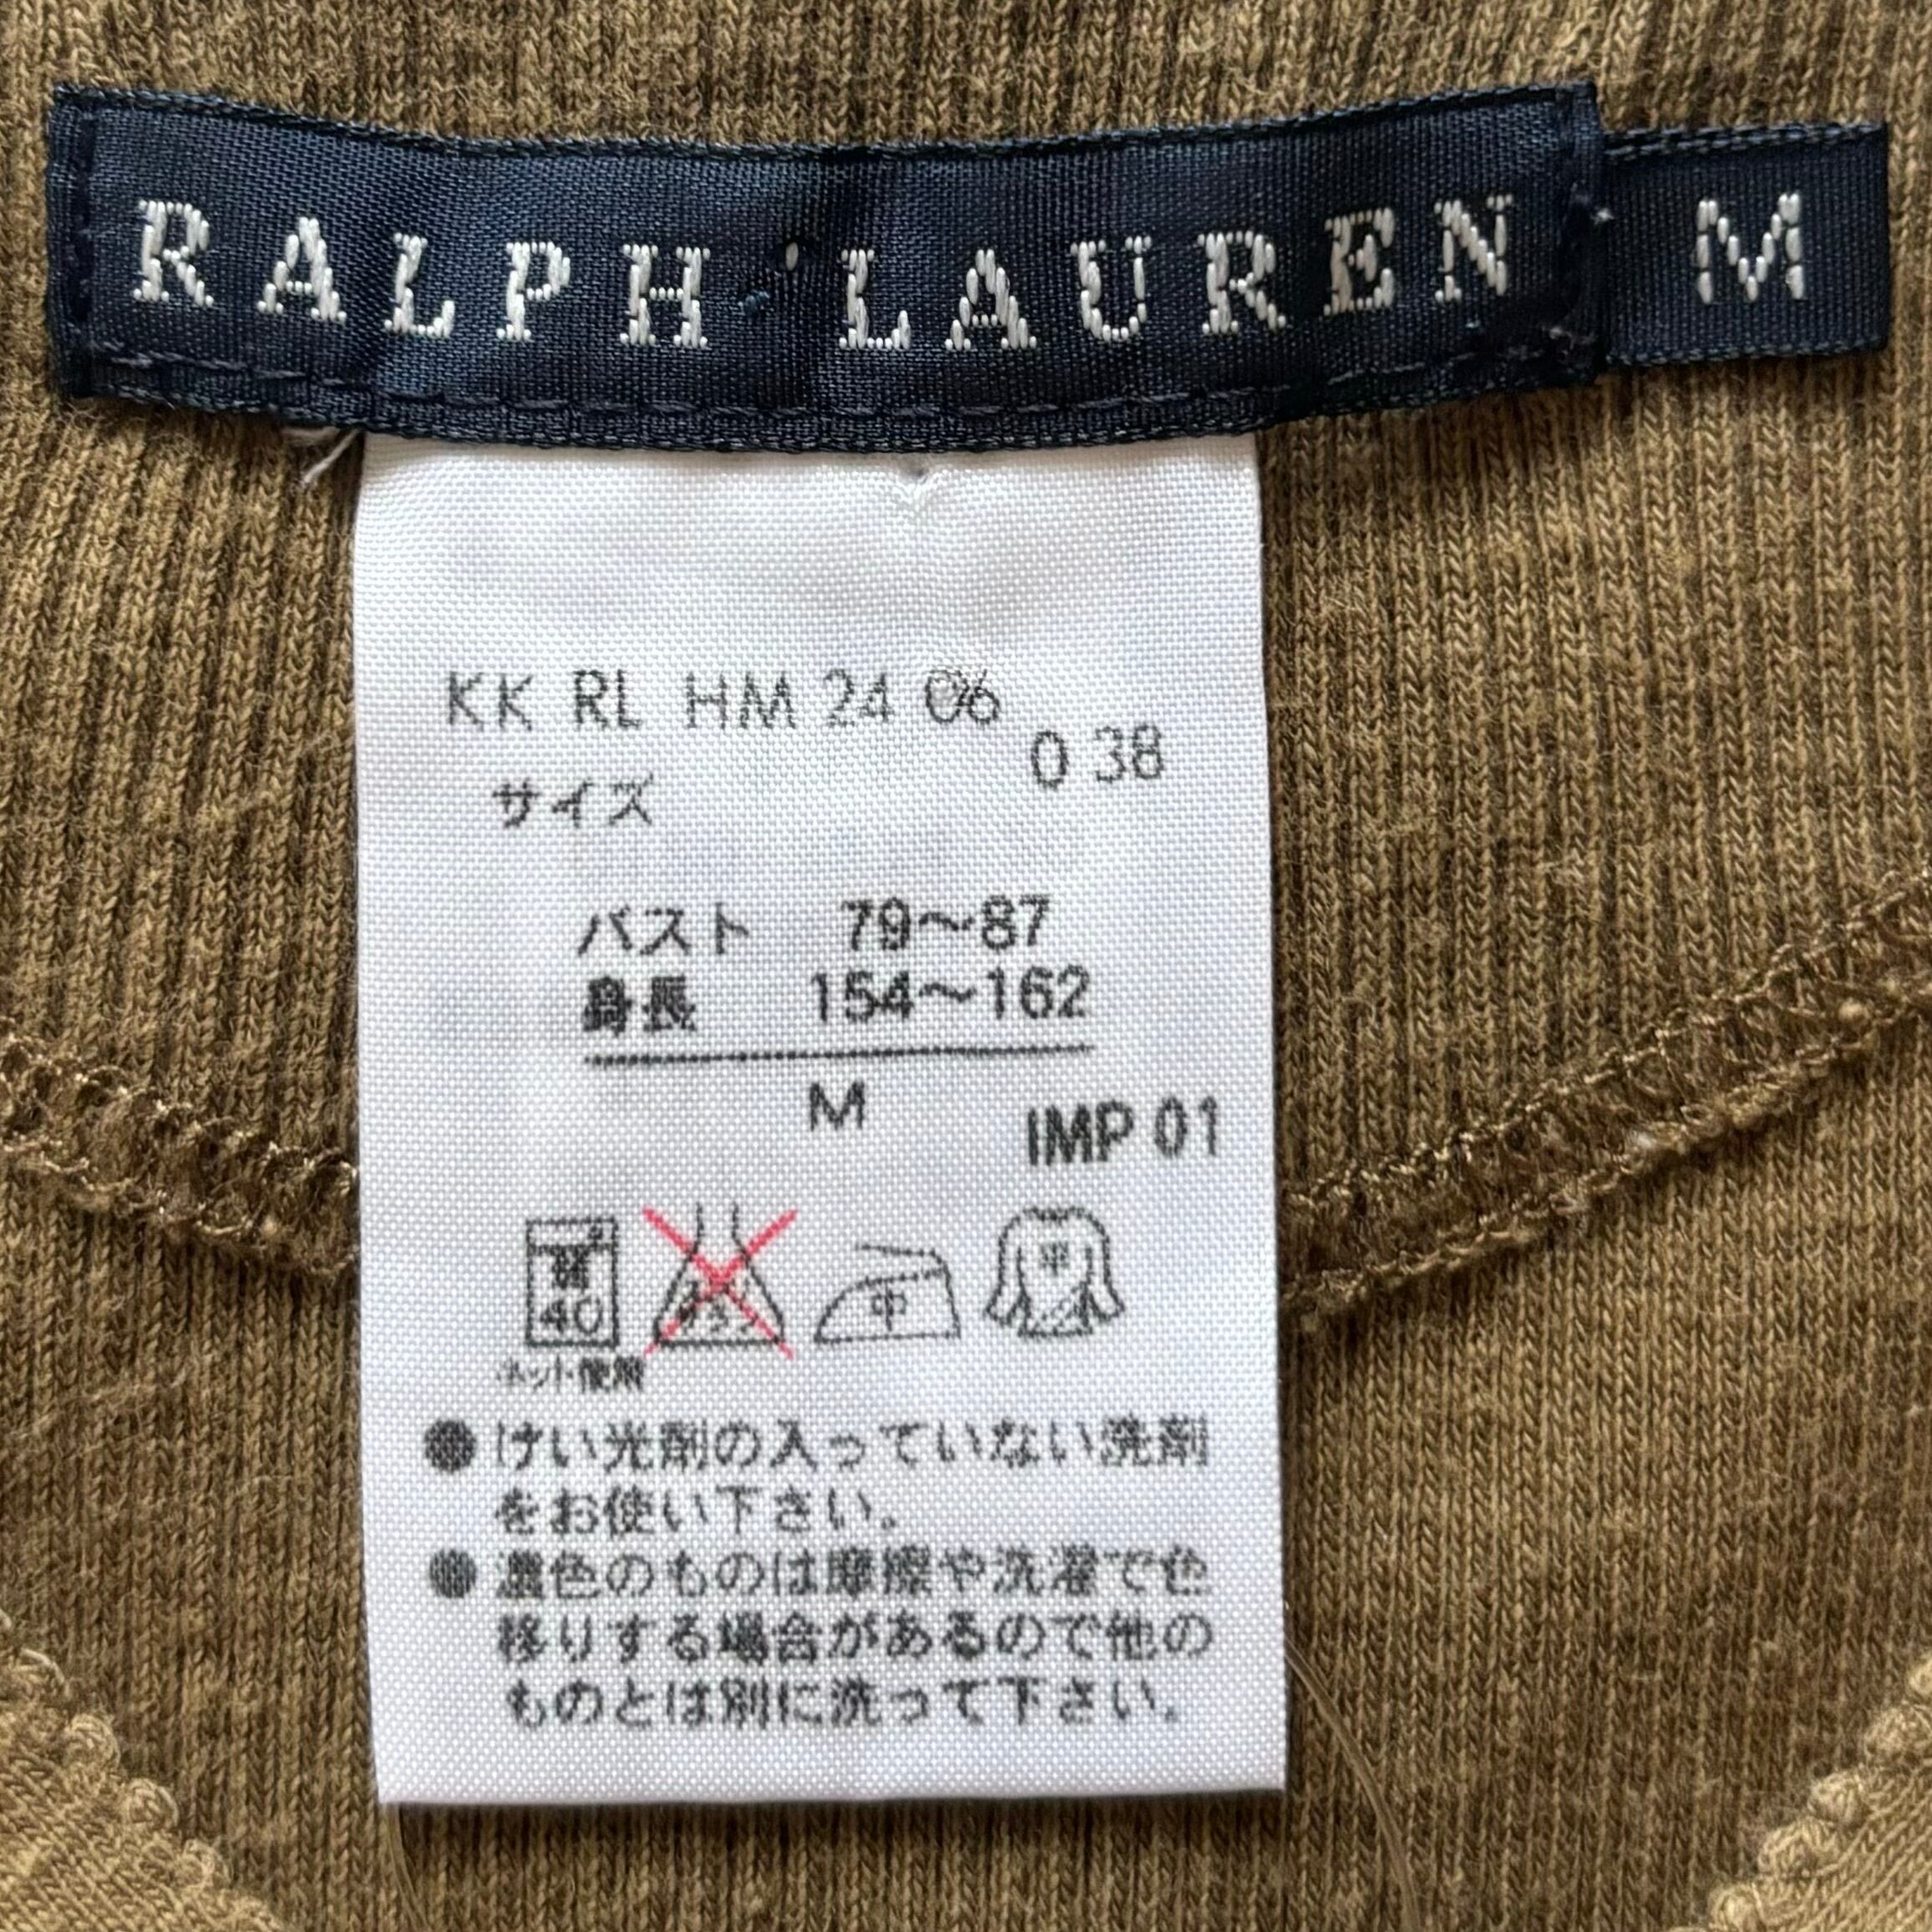 RALPH LAUREN M
KK RL HM 24 06
0 38
サイズ
バスト 79〜87
身長 154〜162
M
IMP 01
弱 40 中 平
ネット使用
●けい光剤の入っていない洗剤
をお使い下さい。
●濃色のものは摩擦や洗濯で色
移りする場合があるので他の
ものとは別に洗って下さい。